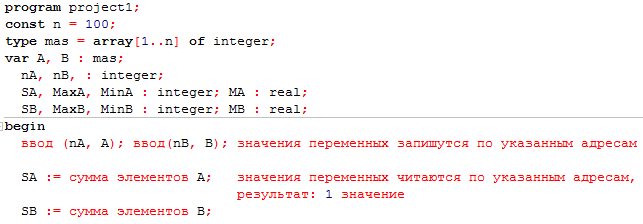 program project1;
const n = 100;
type mas = array[1..n] of integer;
var A, B : mas;
nA, nB, : integer;
SA, MaxA, MinA : integer; MA : real;
SB, MaxB, MinB : integer; MB : real;
begin
ввод (nA, A); ввод(nB, B); значения переменных запишутся по указанным адресам
SA := сумма элементов A; значения переменных читаются по указанным адресам,
результат: 1 значение
SB := сумма элементов B;